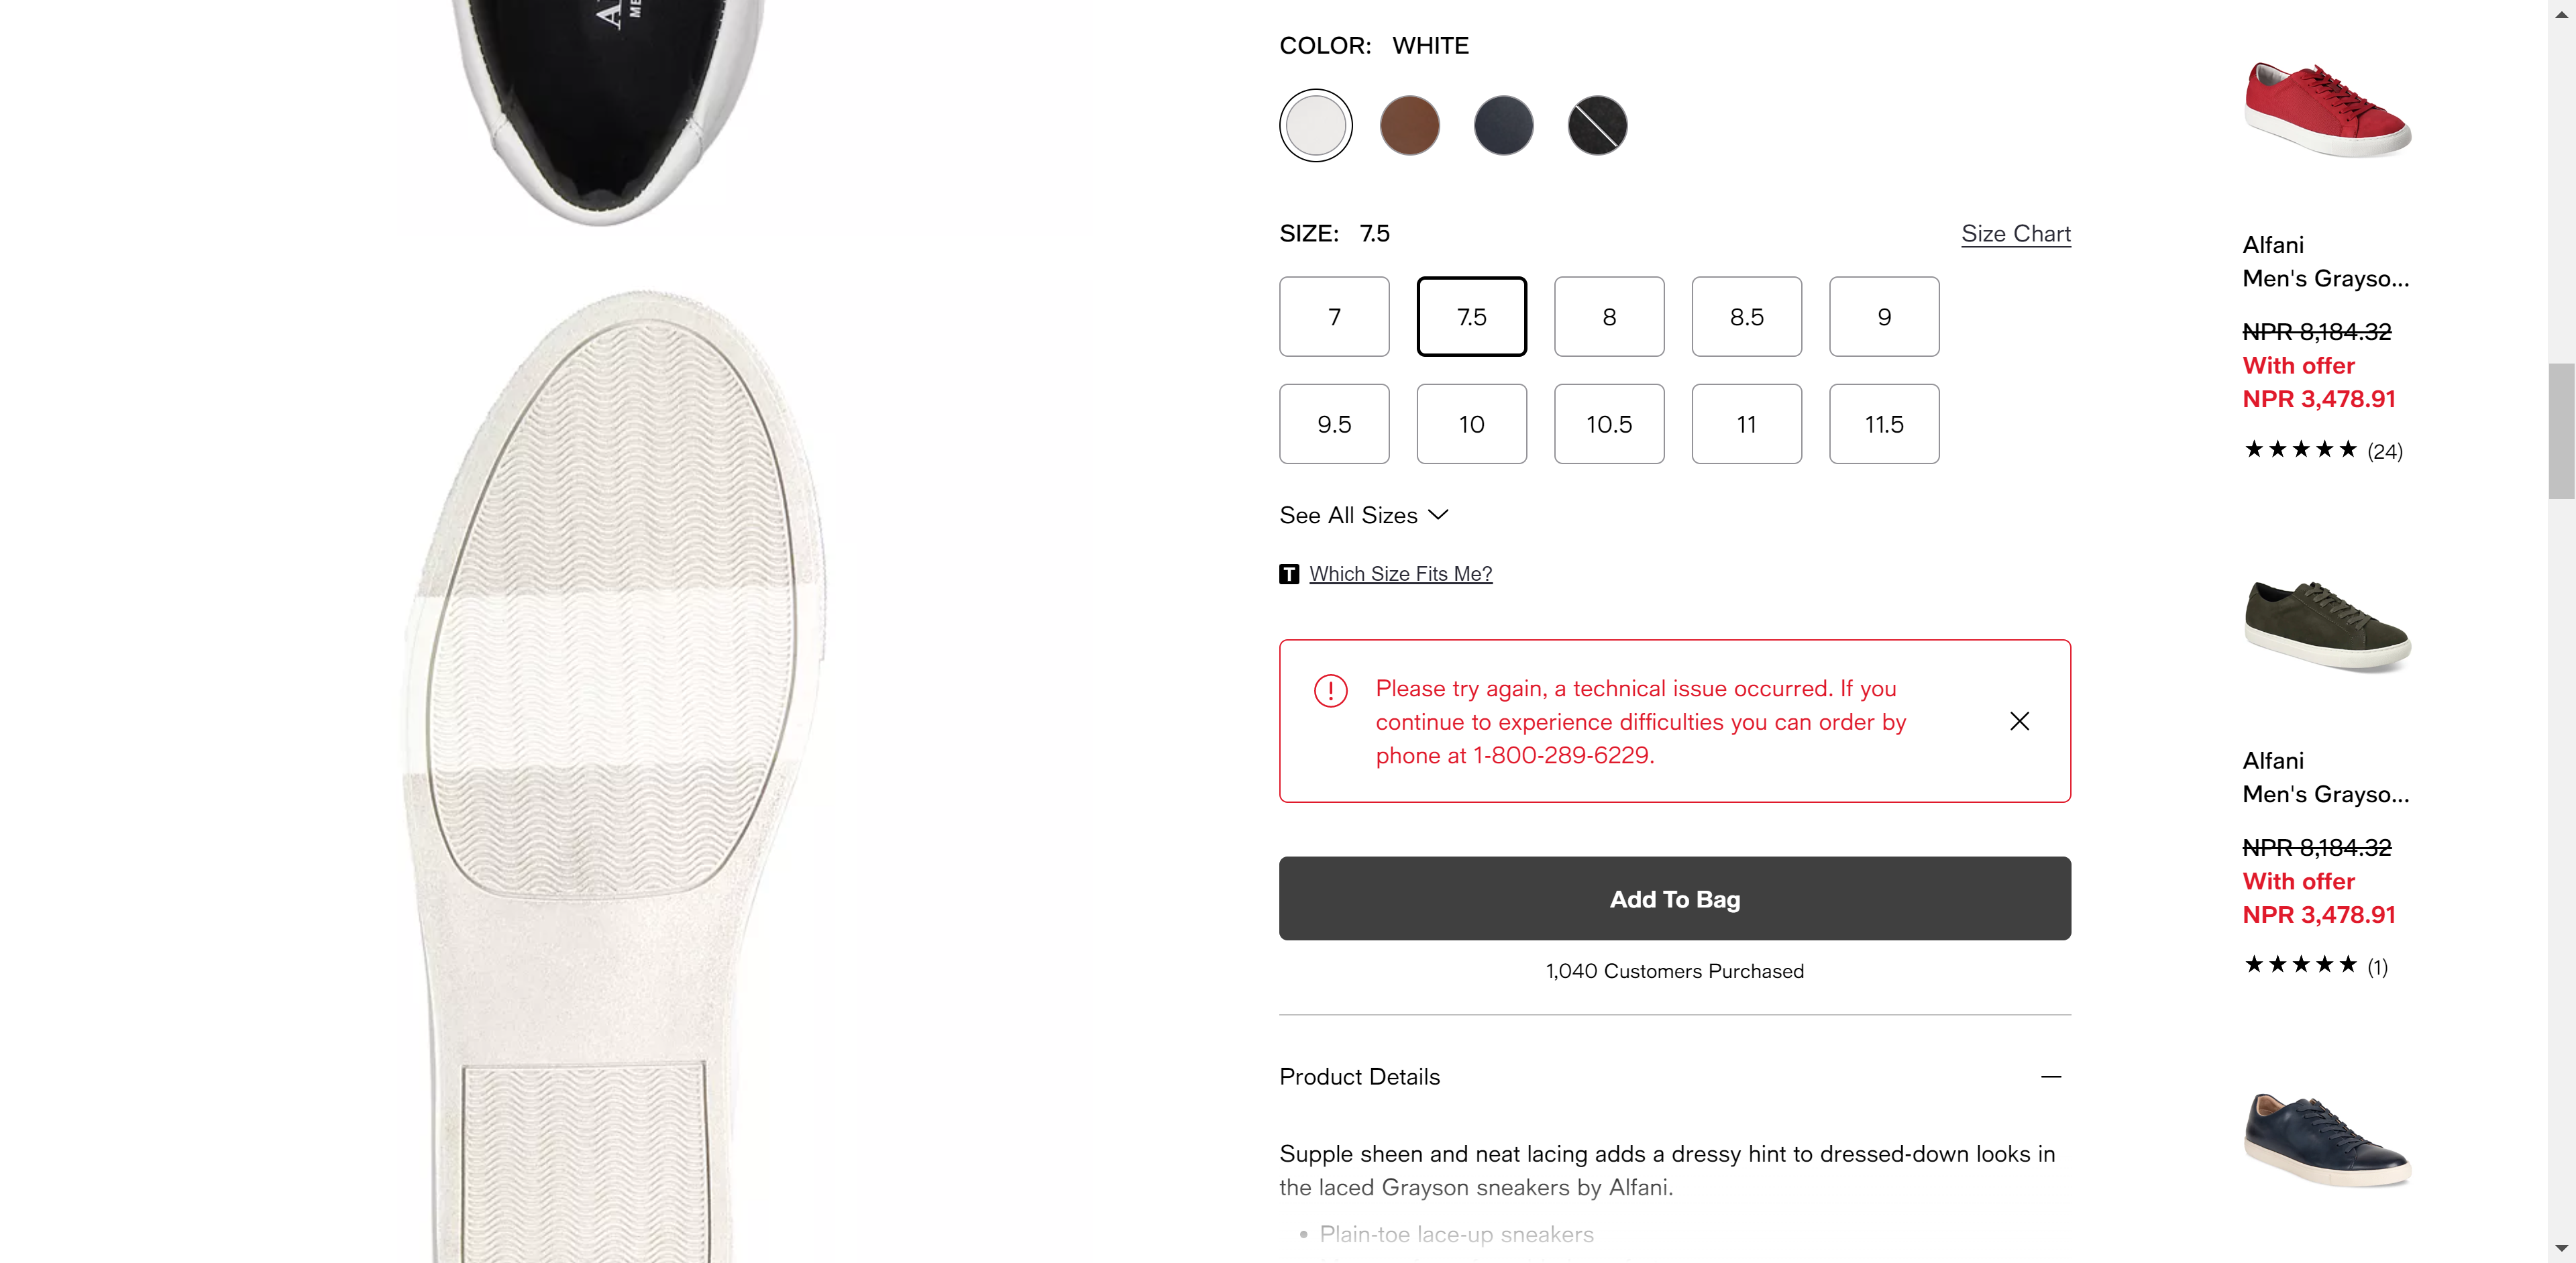 COLOR: WHITE
SIZE: 7.5
Size Chart
7
7.5
8
8.5
9
9.5
10
10.5
11
11.5
See All Sizes
T Which Size Fits Me?
Please try again, a technical issue occurred. If you
continue to experience difficulties you can order by
phone at 1-800-289-6229.
Add To Bag
1,040 Customers Purchased
Product Details
Supple sheen and neat lacing adds a dressy hint to dressed-down looks in
the laced Grayson sneakers by Alfani.
• Plain-toe lace-up sneakers
Alfani
Men's Grayso...
NPR 8,184.32
With offer
NPR 3,478.91
(24)
Alfani
Men's Grayso...
NPR 8,184.32
With offer
NPR 3,478.91
(1)